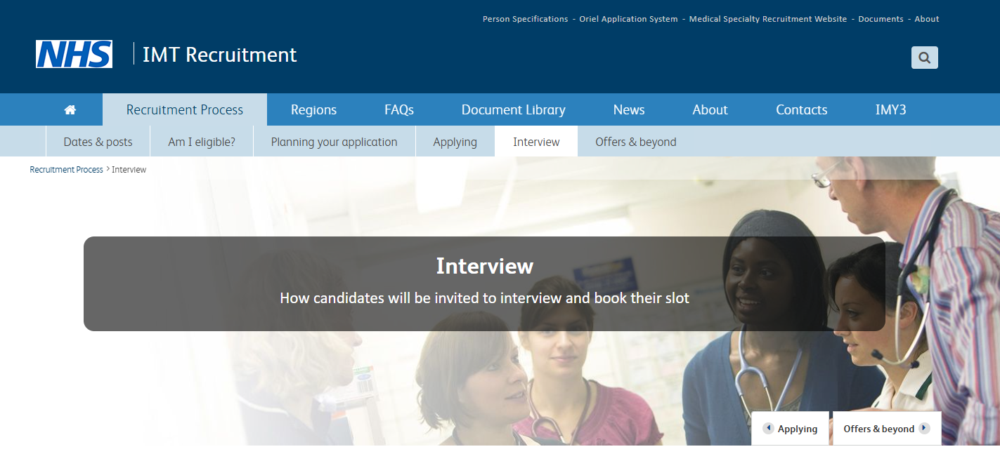 Person Specifications - Oriel Application System - Medical Specialty Recruitment Website - Documents - About
NHS IMT Recruitment
Recruitment Process Regions FAQs Document Library News About Contacts IMY3
Dates & posts Am I eligible? Planning your application Applying Interview Offers & beyond
Recruitment Process > Interview
Interview
How candidates will be invited to interview and book their slot
Applying Offers & beyond